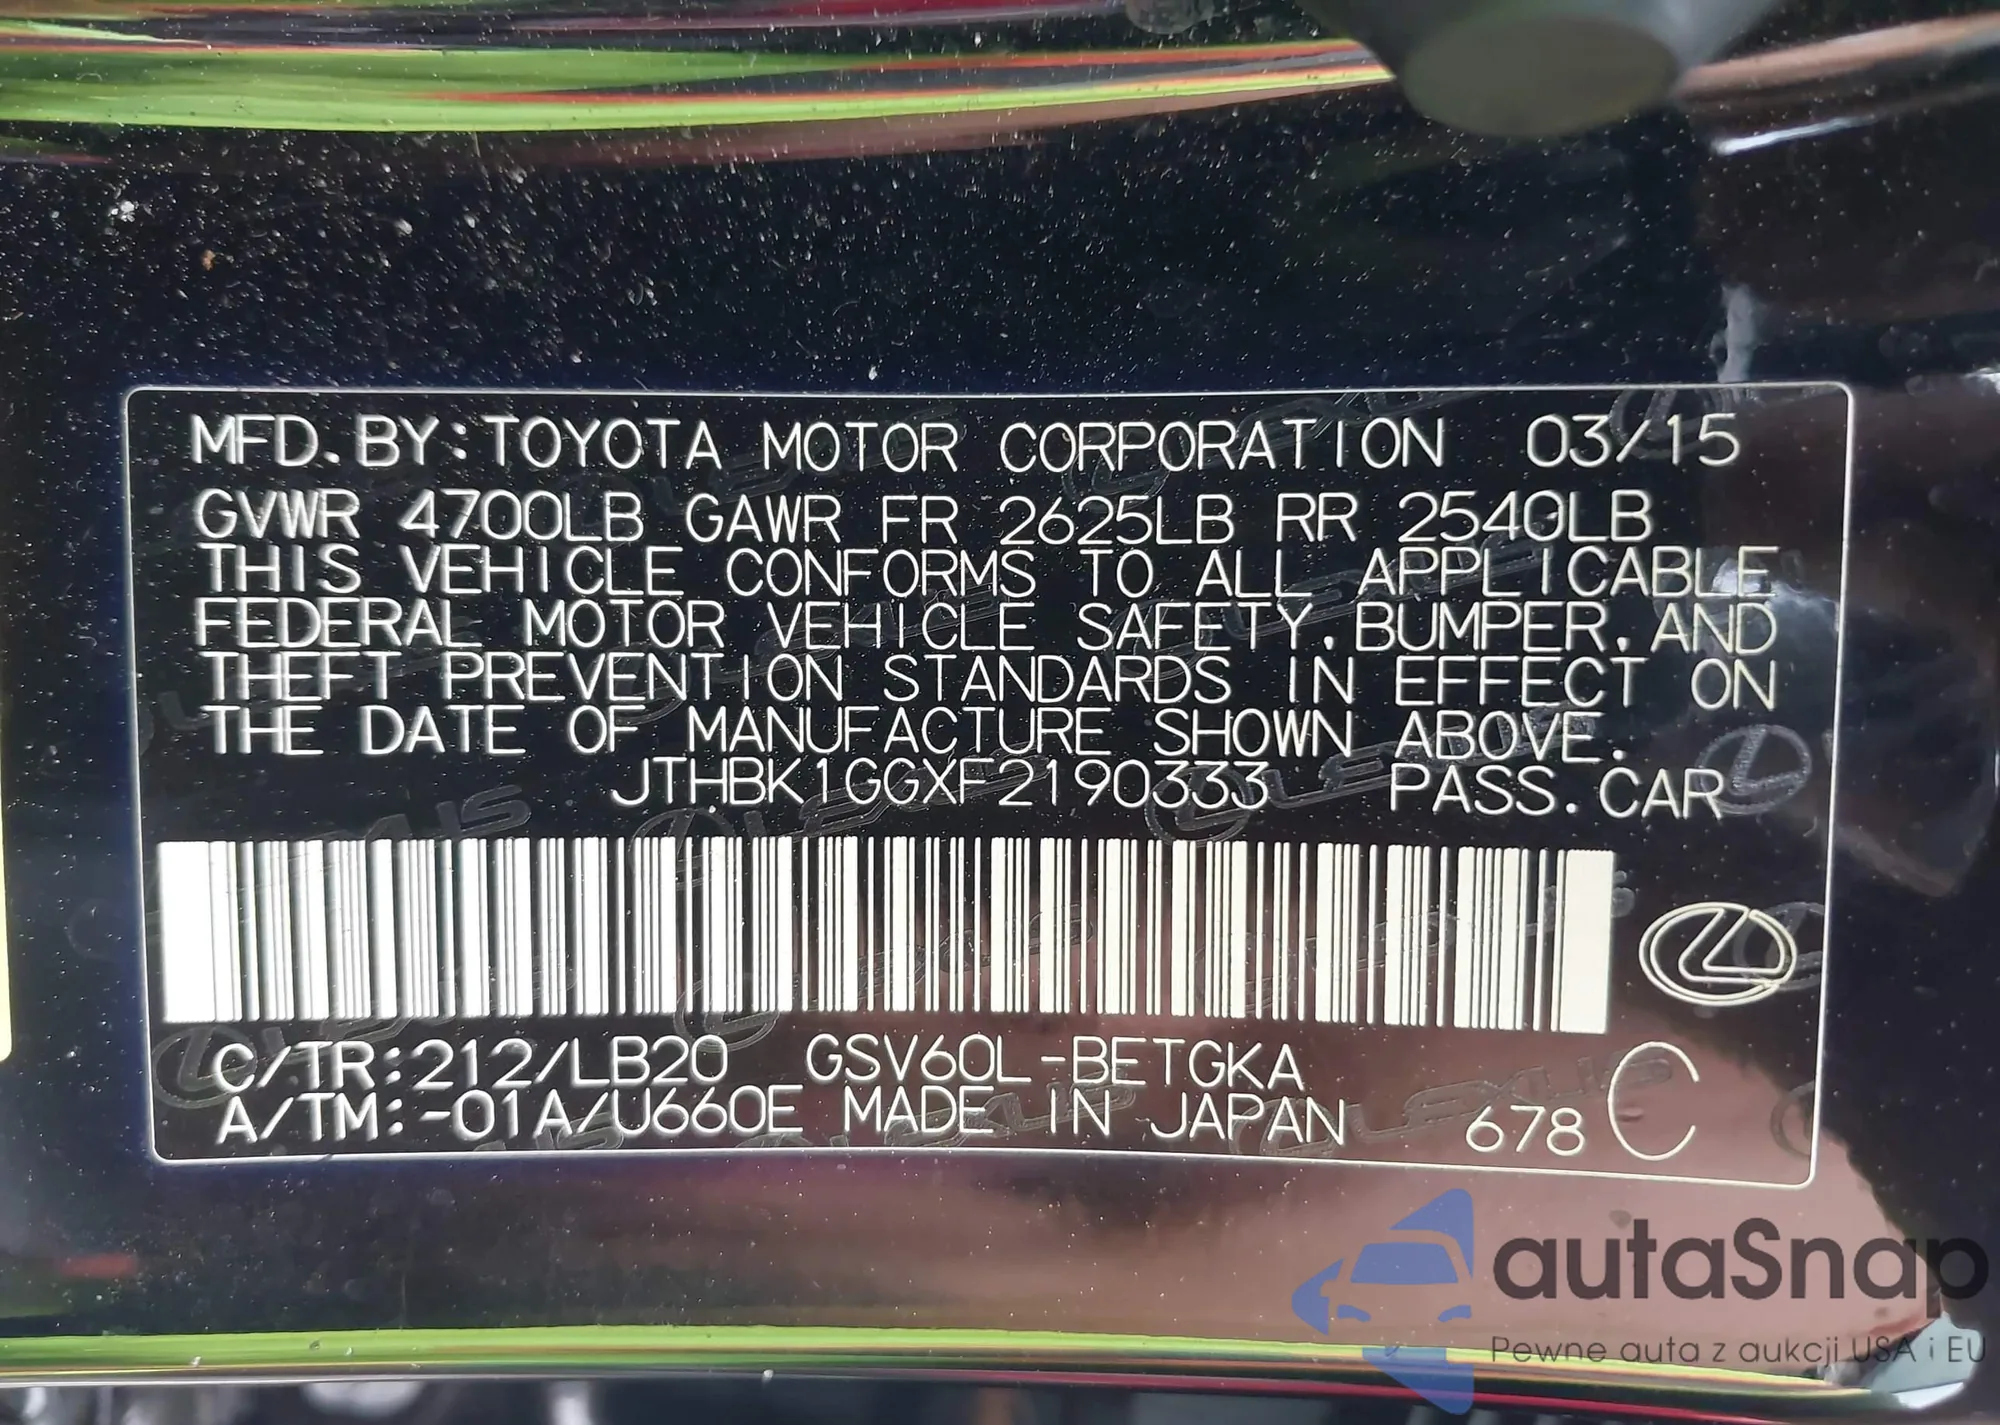 MFD. BY: TOYOTA MOTOR CORPORATION 03/15
GVWR 4700LB GAWR FR 2625LB RR 2540LB
THIS VEHICLE CONFORMS TO ALL APPLICABLE
FEDERAL MOTOR VEHICLE SAFETY, BUMPER, AND
THEFT PREVENTION STANDARDS IN EFFECT ON
THE DATE OF MANUFACTURE SHOWN ABOVE.
JTHBK1GGXF2190333 PASS. CAR
C/TR:212/LB20 GSV60L-BETGKA
A/TM:-01A/U660E MADE IN JAPAN 678 C
autaSnap
Pewne auta z aukcji USA i EU